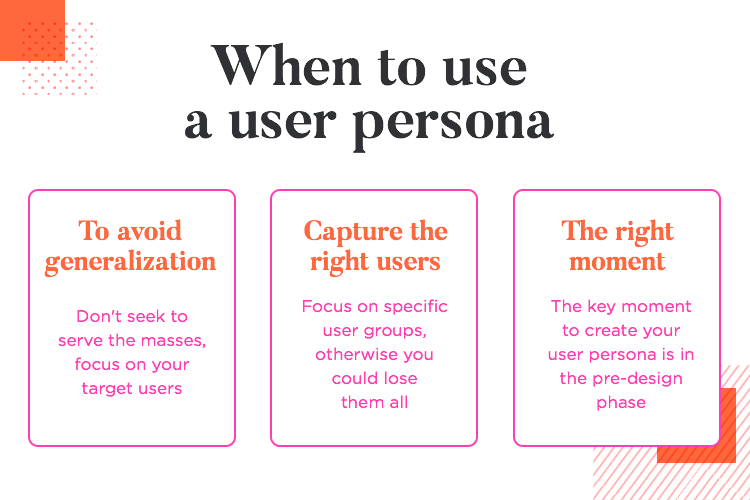 When to use
a user persona
To avoid
generalization
Don't seek to
serve the masses,
focus on your
target users
Capture the
right users
Focus on specific
user groups,
otherwise you
could lose
them all
The right
moment
The key moment
to create your
user persona is in
the pre-design
phase